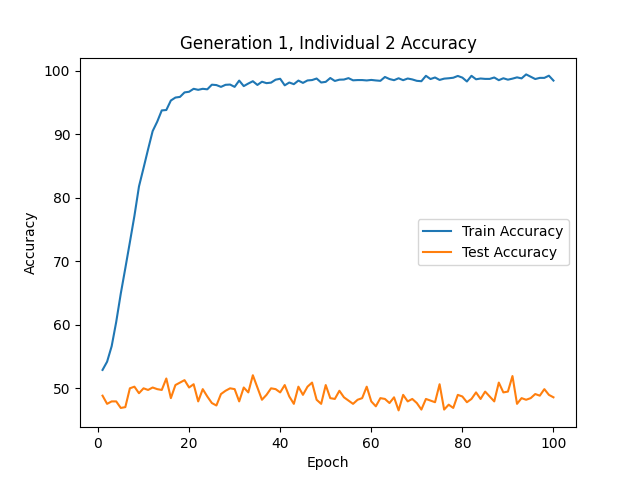 Generation 1, Individual 2 Accuracy
100
90
80
70
60
50
Accuracy
Train Accuracy
Test Accuracy
0 20 40 60 80 100
Epoch